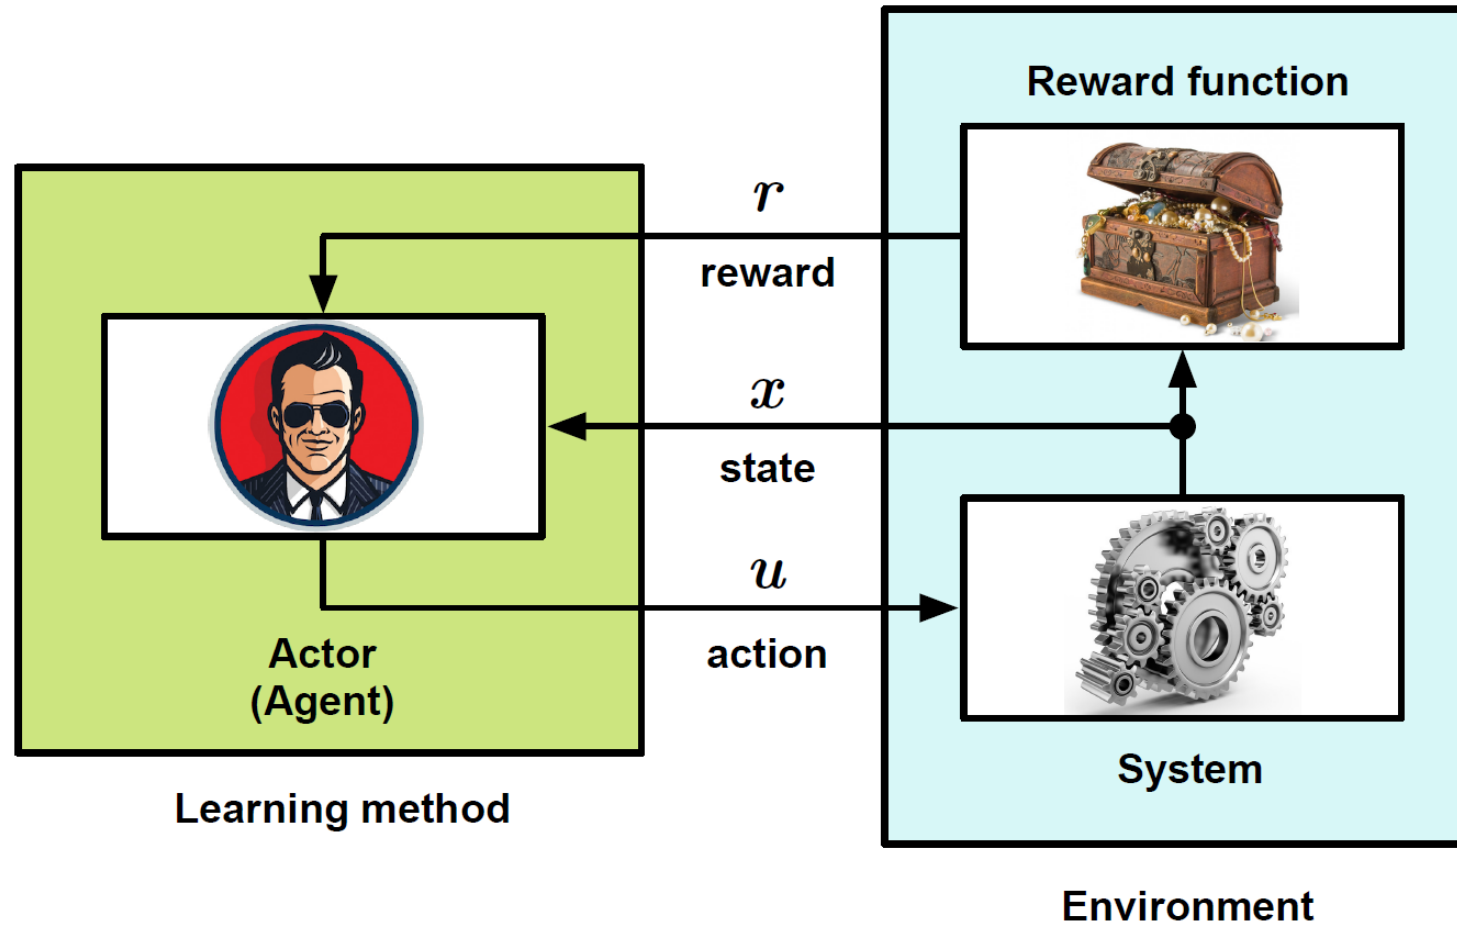 Reward function
r
reward
x
state
u
action
Actor
(Agent)
System
Learning method
Environment